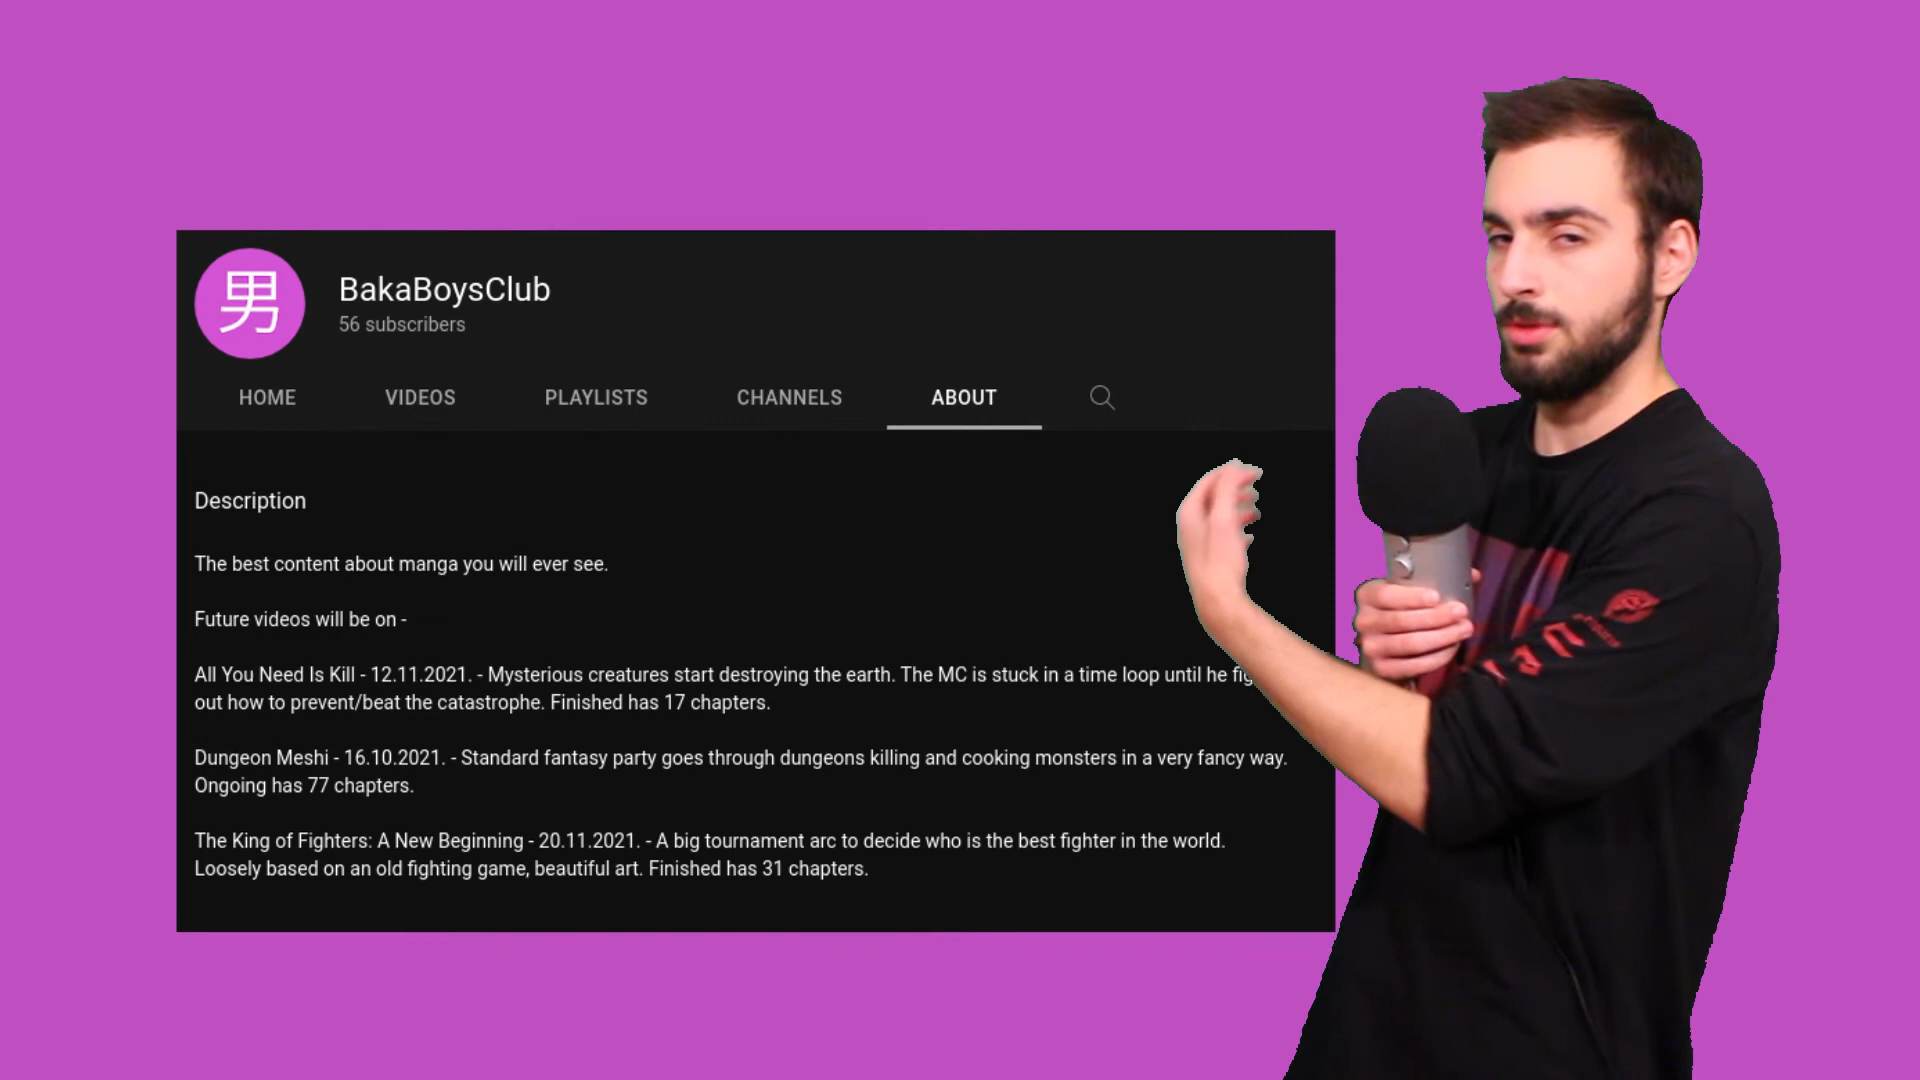 男
BakaBoysClub
56 subscribers
HOME VIDEOS PLAYLISTS CHANNELS ABOUT
Description
The best content about manga you will ever see.
Future videos will be on -
All You Need Is Kill - 12.11.2021. - Mysterious creatures start destroying the earth. The MC is stuck in a time loop until he
out how to prevent/beat the catastrophe. Finished has 17 chapters.
Dungeon Meshi - 16.10.2021. - Standard fantasy party goes through dungeons killing and cooking monsters in a very fancy way.
Ongoing has 77 chapters.
The King of Fighters: A New Beginning - 20.11.2021. - A big tournament arc to decide who is the best fighter in the world.
Loosely based on an old fighting game, beautiful art. Finished has 31 chapters.